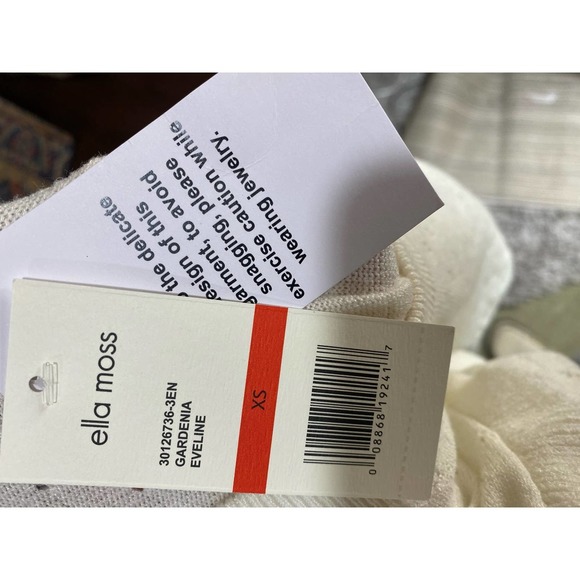 the delicate
design of this
garment, to avoid
snagging, please
exercise caution while
wearing jewelry.
ella moss
30126736-3EN
GARDENIA
EVELINE
XS
0 08868 19241 7